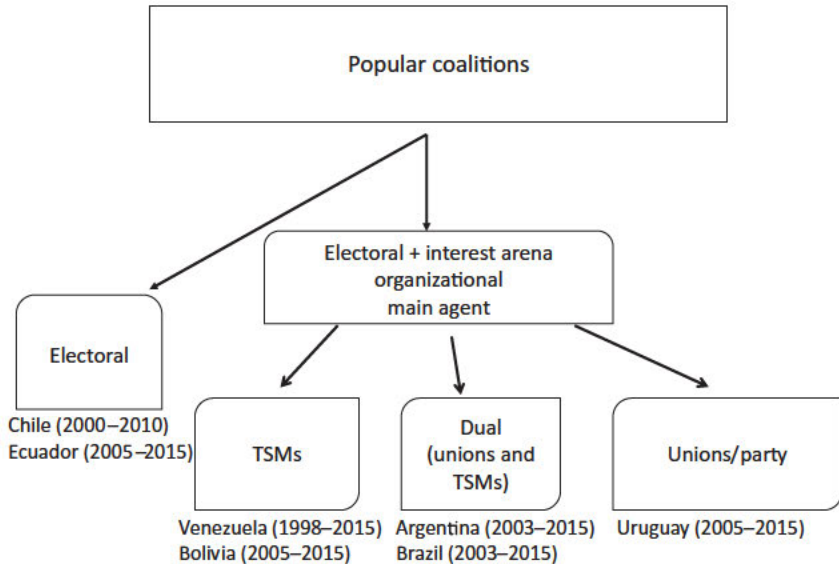 Popular coalitions
Electoral + interest arena
organizational
main agent
Electoral
Chile (2000–2010)
Ecuador (2005–2015)
TSMs
Venezuela (1998–2015)
Bolivia (2005–2015)
Dual
(unions and
TSMs)
Argentina (2003–2015)
Brazil (2003–2015)
Unions/party
Uruguay (2005–2015)